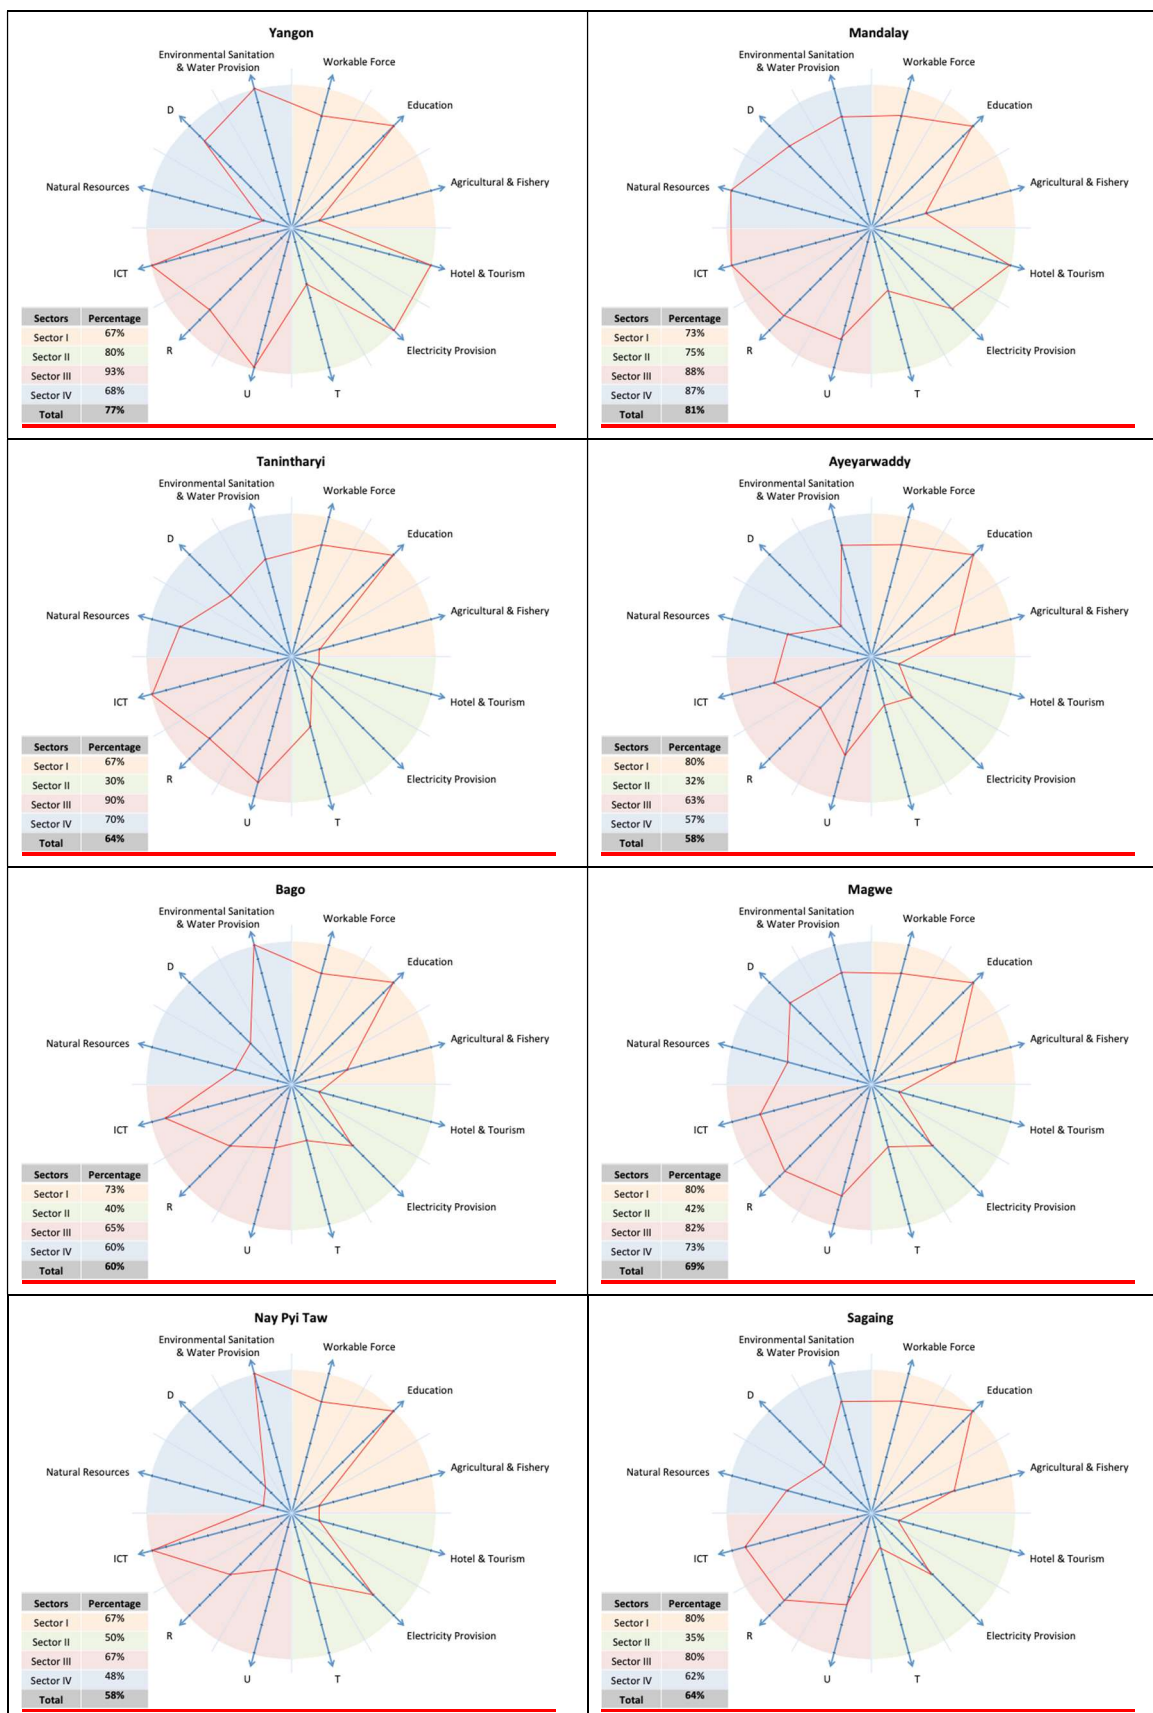 Yangon
Environmental Sanitation
& Water Provision
Workable Force
D
Education
Natural Resources
Agricultural & Fishery
ICT
Hotel & Tourism
R
Electricity Provision
U
T
Sectors Percentage
Sector I 67%
Sector II 80%
Sector III 93%
Sector IV 68%
Total 77%
Mandalay
Environmental Sanitation
& Water Provision
Workable Force
D
Education
Natural Resources
Agricultural & Fishery
ICT
Hotel & Tourism
R
Electricity Provision
U
T
Sectors Percentage
Sector I 73%
Sector II 75%
Sector III 88%
Sector IV 87%
Total 81%
Tanintharyi
Environmental Sanitation
& Water Provision
Workable Force
D
Education
Natural Resources
Agricultural & Fishery
ICT
Hotel & Tourism
R
Electricity Provision
U
T
Sectors Percentage
Sector I 67%
Sector II 30%
Sector III 90%
Sector IV 70%
Total 64%
Ayeyarwaddy
Environmental Sanitation
& Water Provision
Workable Force
D
Education
Natural Resources
Agricultural & Fishery
ICT
Hotel & Tourism
R
Electricity Provision
U
T
Sectors Percentage
Sector I 80%
Sector II 32%
Sector III 63%
Sector IV 57%
Total 58%
Bago
Environmental Sanitation
& Water Provision
Workable Force
D
Education
Natural Resources
Agricultural & Fishery
ICT
Hotel & Tourism
R
Electricity Provision
U
T
Sectors Percentage
Sector I 73%
Sector II 40%
Sector III 65%
Sector IV 60%
Total 60%
Magwe
Environmental Sanitation
& Water Provision
Workable Force
D
Education
Natural Resources
Agricultural & Fishery
ICT
Hotel & Tourism
R
Electricity Provision
U
T
Sectors Percentage
Sector I 80%
Sector II 42%
Sector III 82%
Sector IV 73%
Total 69%
Nay Pyi Taw
Environmental Sanitation
& Water Provision
Workable Force
D
Education
Natural Resources
Agricultural & Fishery
ICT
Hotel & Tourism
R
Electricity Provision
U
T
Sectors Percentage
Sector I 67%
Sector II 50%
Sector III 67%
Sector IV 48%
Total 58%
Sagaing
Environmental Sanitation
& Water Provision
Workable Force
D
Education
Natural Resources
Agricultural & Fishery
ICT
Hotel & Tourism
R
Electricity Provision
U
T
Sectors Percentage
Sector I 80%
Sector II 35%
Sector III 80%
Sector IV 62%
Total 64%